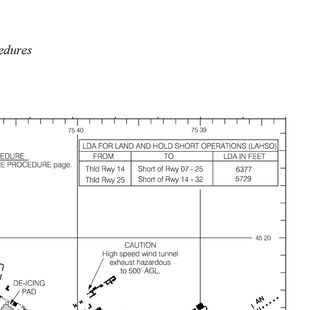 edures
75 40 75 39
LDA FOR LAND AND HOLD SHORT OPERATIONS (LAHSO)
EDURE FROM TO LDA IN FEET
E PROCEDURE page. Thld Rwy 14 Short of Rwy 07 - 25 6377
Thld Rwy 25 Short of Rwy 14 - 32 5729
45 20
CAUTION
High speed wind tunnel
exhaust hazardous
to 500' AGL.
DE-ICING
PAD
AN